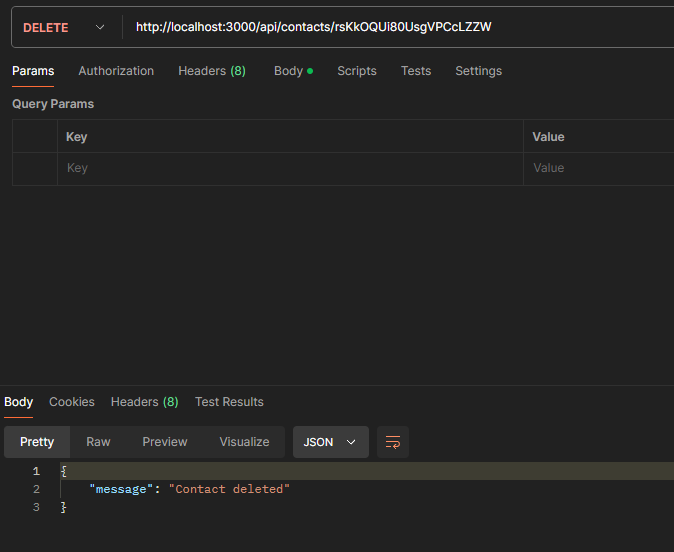 DELETE http://localhost:3000/api/contacts/rsKkOQUi80UsgVPCcLZZW
Params Authorization Headers (8) Body Scripts Tests Settings
Query Params
Key Value
Key Value
Body Cookies Headers (8) Test Results
Pretty Raw Preview Visualize JSON
1 {
2 "message": "Contact deleted"
3 }